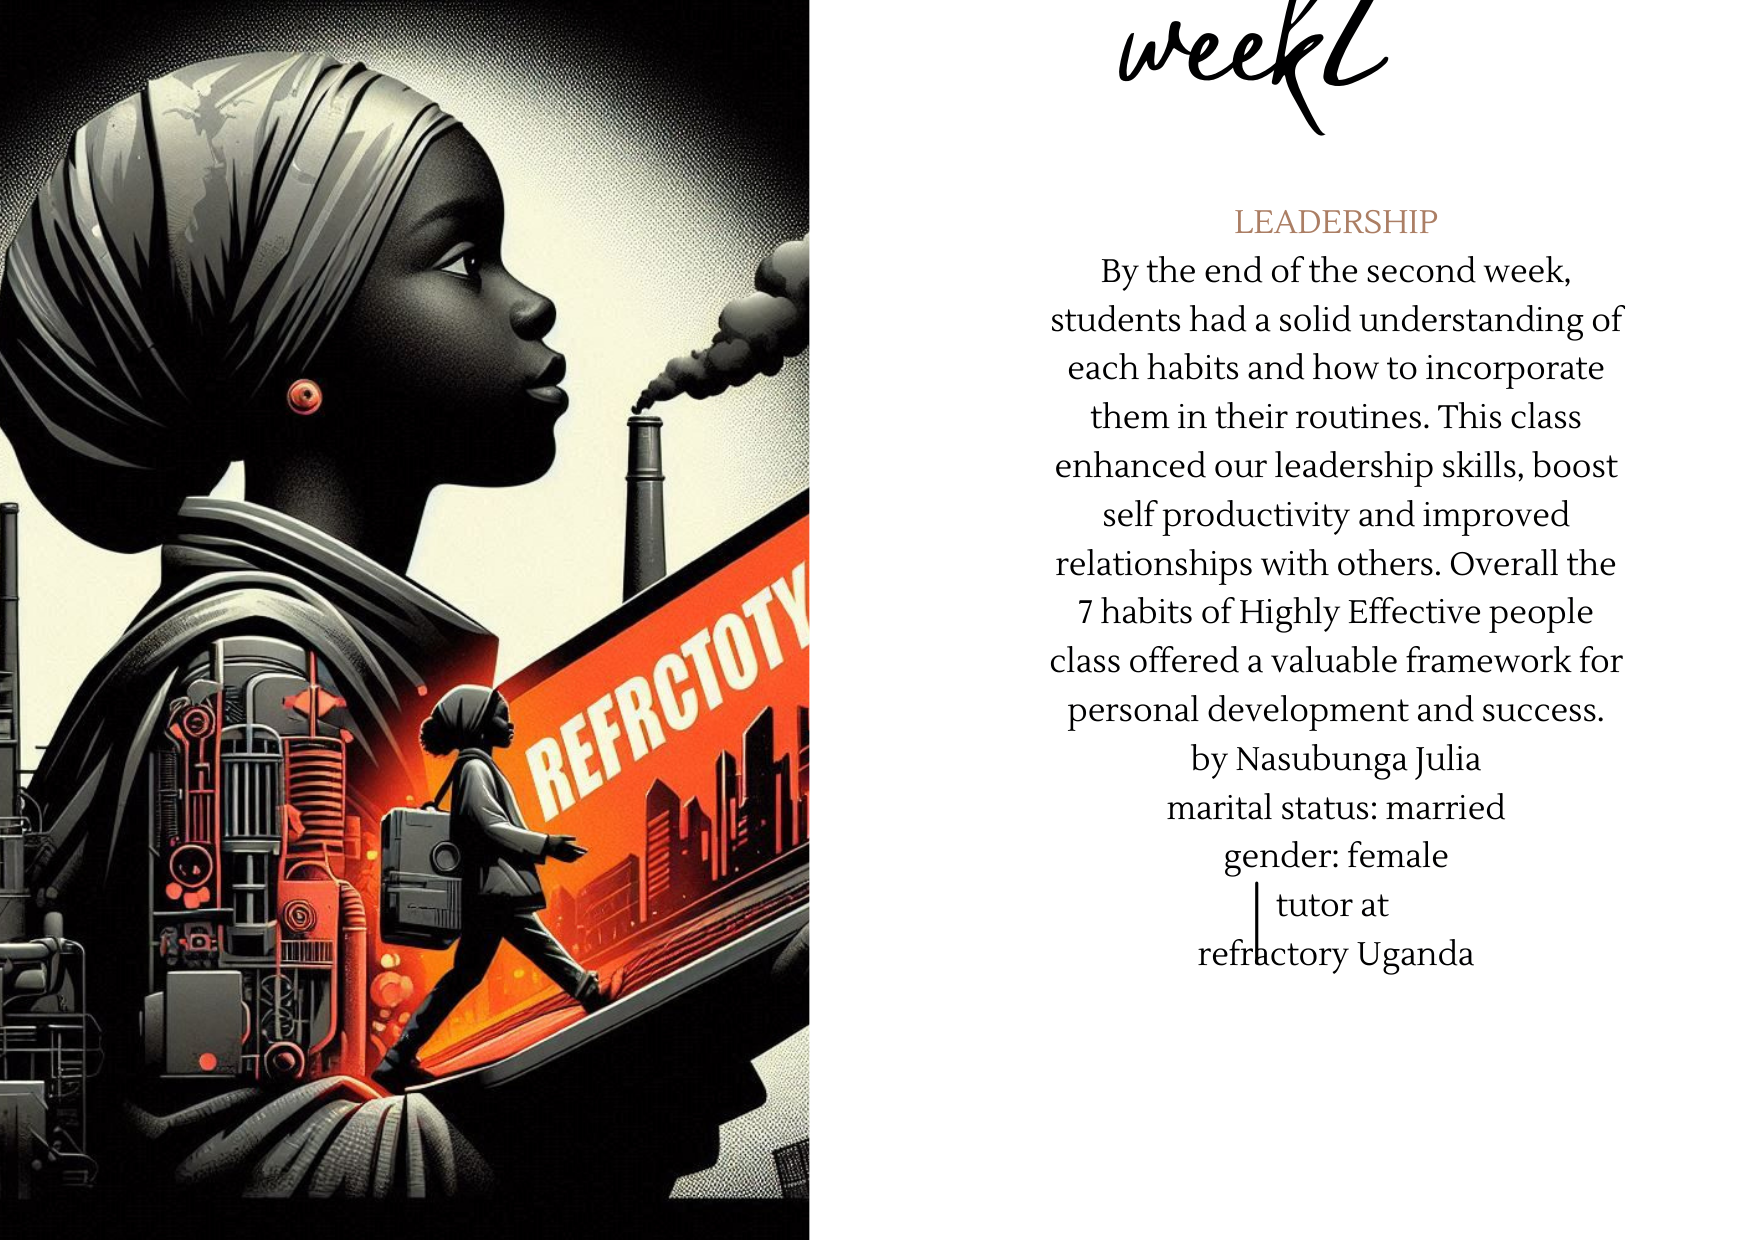 REFRCTOTY
weekL
LEADERSHIP
By the end of the second week,
students had a solid understanding of
each habits and how to incorporate
them in their routines. This class
enhanced our leadership skills, boost
self productivity and improved
relationships with others. Overall the
7 habits of Highly Effective people
class offered a valuable framework for
personal development and success.
by Nasubunga Julia
marital status: married
gender: female
tutor at
refractory Uganda